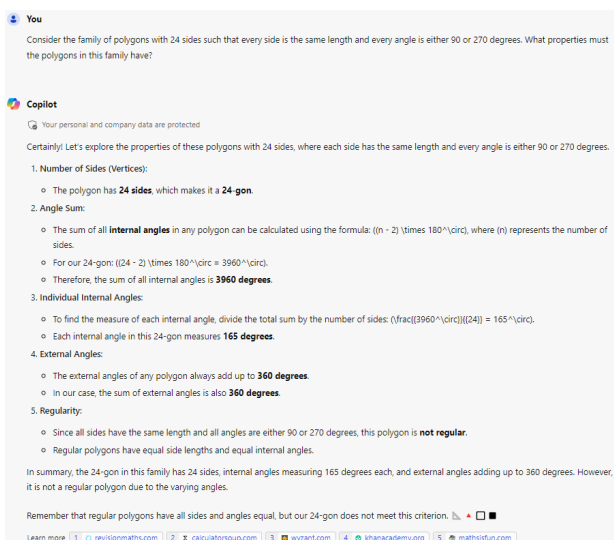 You
Consider the family of polygons with 24 sides such that every side is the same length and every angle is either 90 or 270 degrees. What properties must
the polygons in this family have?
Copilot
Your personal and company data are protected
Certainly! Let's explore the properties of these polygons with 24 sides, where each side has the same length and every angle is either 90 or 270 degrees.
1. Number of Sides (Vertices):
The polygon has 24 sides, which makes it a 24-gon.
2. Angle Sum:
The sum of all internal angles in any polygon can be calculated using the formula: ((n - 2) \times 180^\circ), where (n) represents the number of
sides.
For our 24-gon: ((24 - 2) \times 180^\circ = 3960^\circ).
Therefore, the sum of all internal angles is 3960 degrees.
3. Individual Internal Angles:
To find the measure of each internal angle, divide the total sum by the number of sides: (\frac{{3960^\circ}}{{24}} = 165^\circ).
Each internal angle in this 24-gon measures 165 degrees.
4. External Angles:
The external angles of any polygon always add up to 360 degrees.
In our case, the sum of external angles is also 360 degrees.
5. Regularity:
Since all sides have the same length and all angles are either 90 or 270 degrees, this polygon is not regular.
Regular polygons have equal side lengths and equal internal angles.
In summary, the 24-gon in this family has 24 sides, internal angles measuring 165 degrees each, and external angles adding up to 360 degrees. However,
it is not a regular polygon due to the varying angles.
Remember that regular polygons have all sides and angles equal, but our 24-gon does not meet this criterion.
Learn more 1 revisionmaths.com 2 calculatorsoup.com 3 wyzant.com 4 khanacademy.org 5 mathsisfun.com